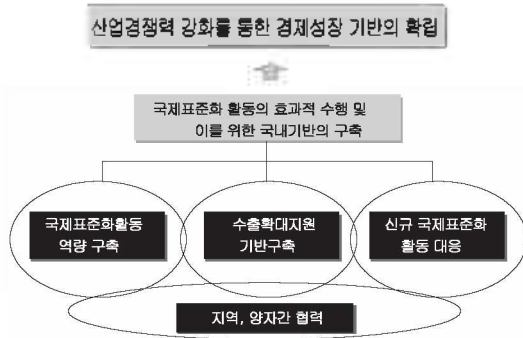 산업경쟁력 강화를 통한 경제성장 기반의 확립
국제표준화 활동의 효과적 수행 및
이를 위한 국내기반의 구축
국제표준화활동
역량 구축
수출확대지원
기반구축
신규 국제표준화
활동 대응
지역, 양자간 협력